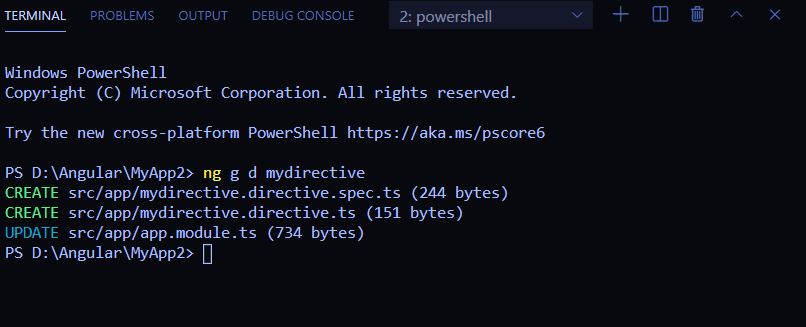 TERMINAL PROBLEMS OUTPUT DEBUG CONSOLE 2: powershell
Windows PowerShell
Copyright (C) Microsoft Corporation. All rights reserved.
Try the new cross-platform PowerShell https://aka.ms/pscore6
PS D:\Angular\MyApp2> ng g d mydirective
CREATE src/app/mydirective.directive.spec.ts (244 bytes)
CREATE src/app/mydirective.directive.ts (151 bytes)
UPDATE src/app/app.module.ts (734 bytes)
PS D:\Angular\MyApp2>